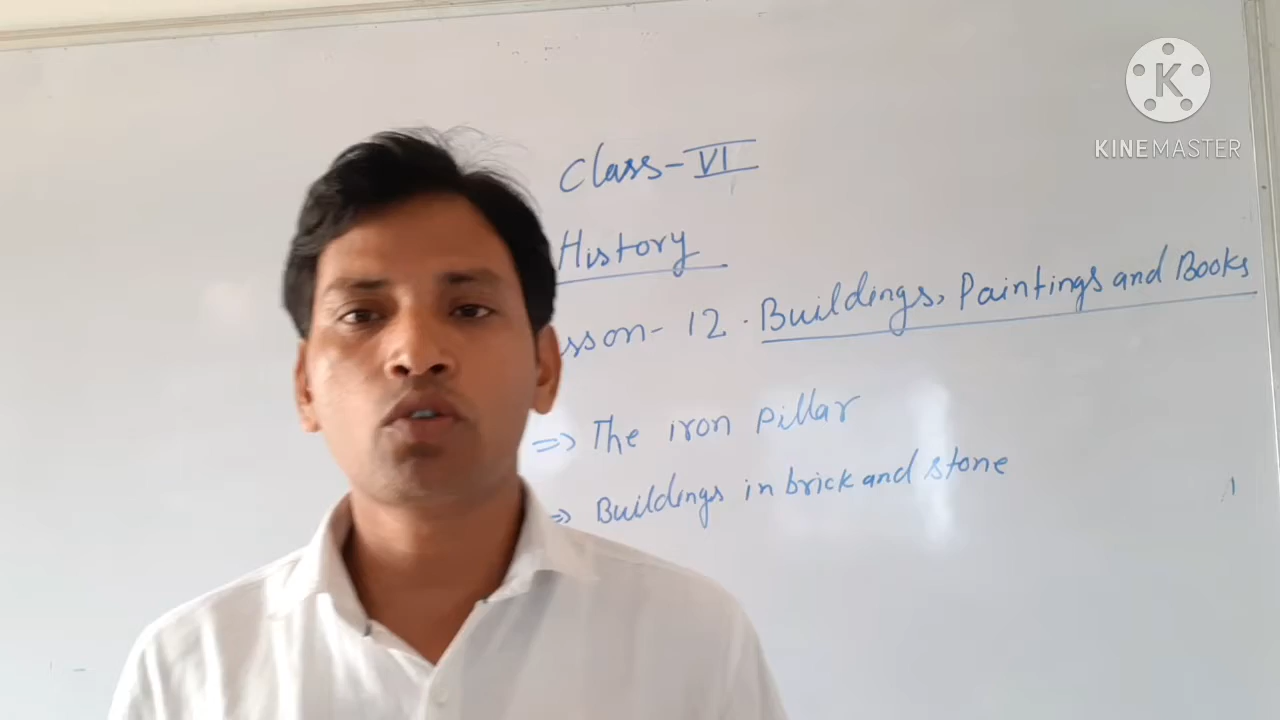 K
KINEMASTER
Class-VI
History
sson- 12. Buildings, Paintings and Books
=> The iron pillar
=> Buildings in brick and stone